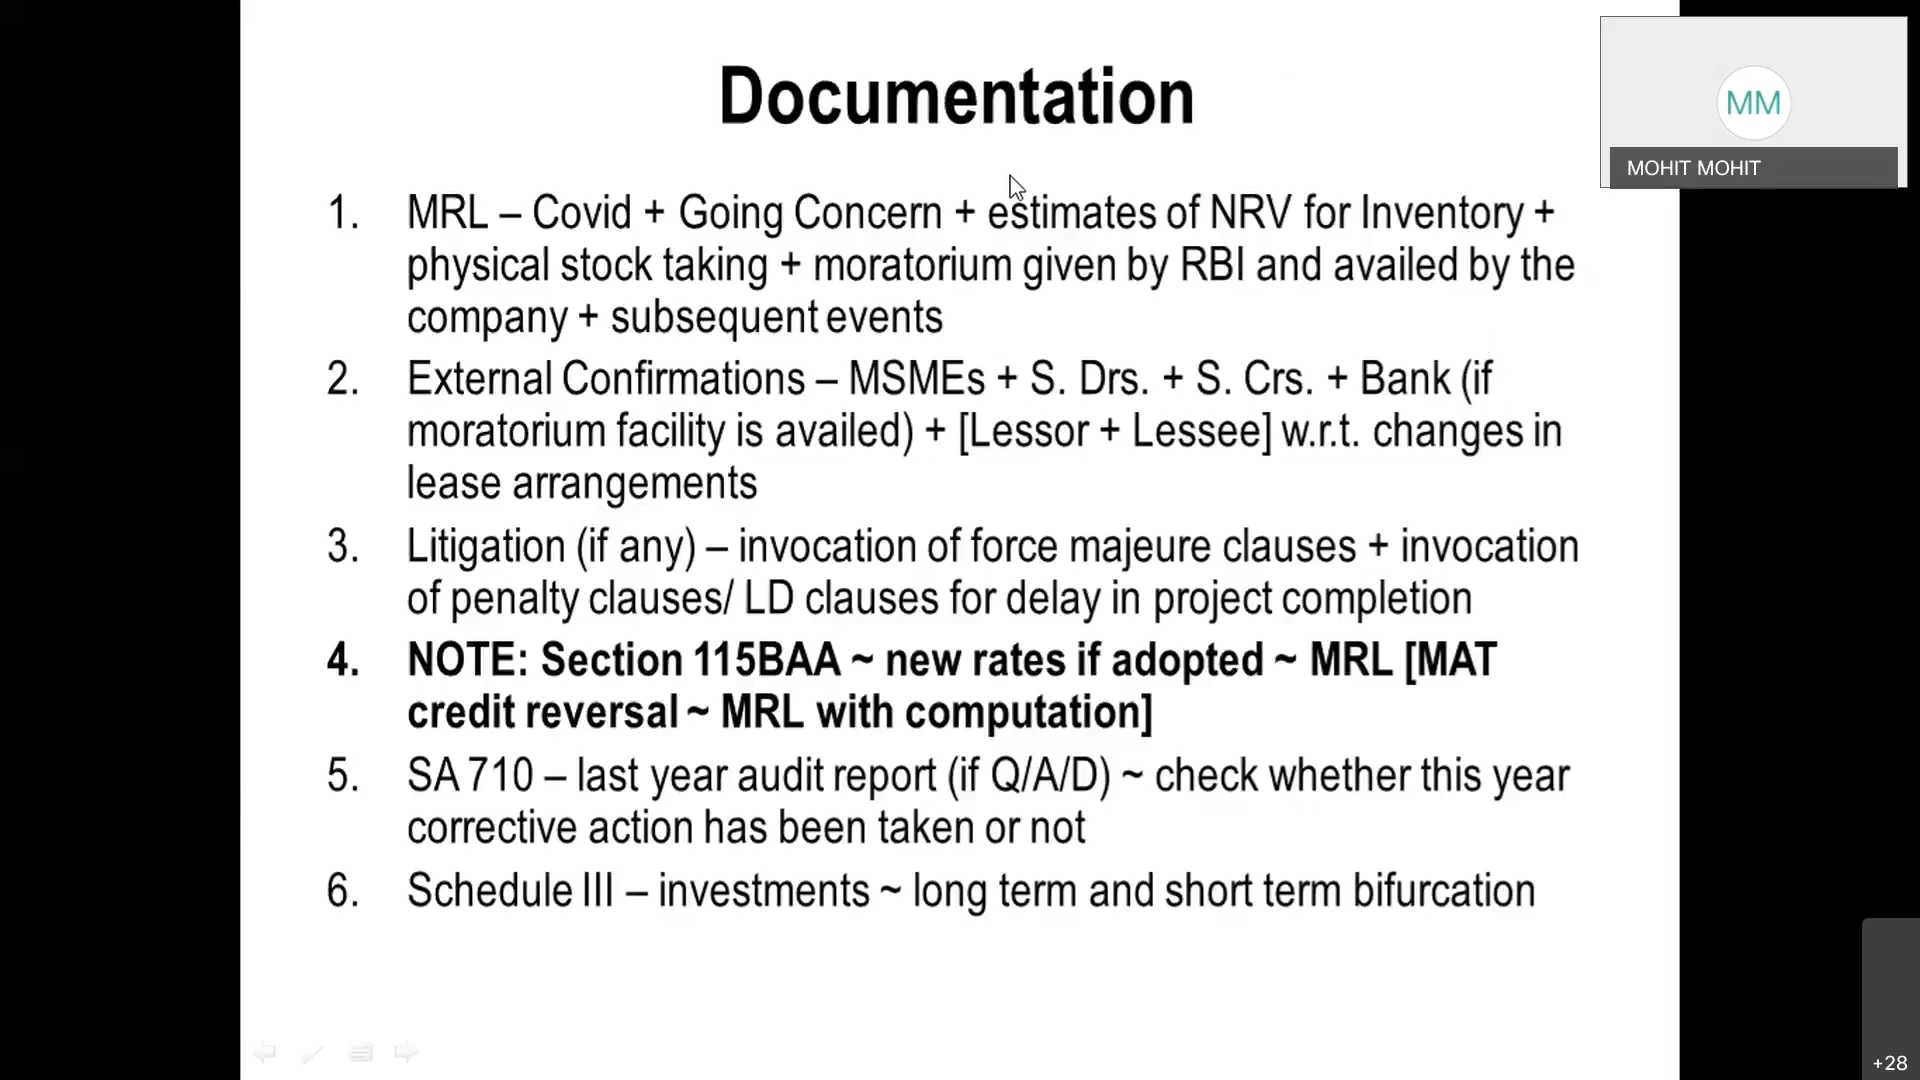 Documentation
MM
MOHIT MOHIT
1. MRL – Covid + Going Concern + estimates of NRV for Inventory +
physical stock taking + moratorium given by RBI and availed by the
company + subsequent events
2. External Confirmations – MSMEs + S. Drs. + S. Crs. + Bank (if
moratorium facility is availed) + [Lessor + Lessee] w.r.t. changes in
lease arrangements
3. Litigation (if any) – invocation of force majeure clauses + invocation
of penalty clauses/ LD clauses for delay in project completion
4. NOTE: Section 115BAA ~ new rates if adopted ~ MRL [MAT
credit reversal ~ MRL with computation]
5. SA 710 – last year audit report (if Q/A/D) ~ check whether this year
corrective action has been taken or not
6. Schedule III – investments ~ long term and short term bifurcation
+28